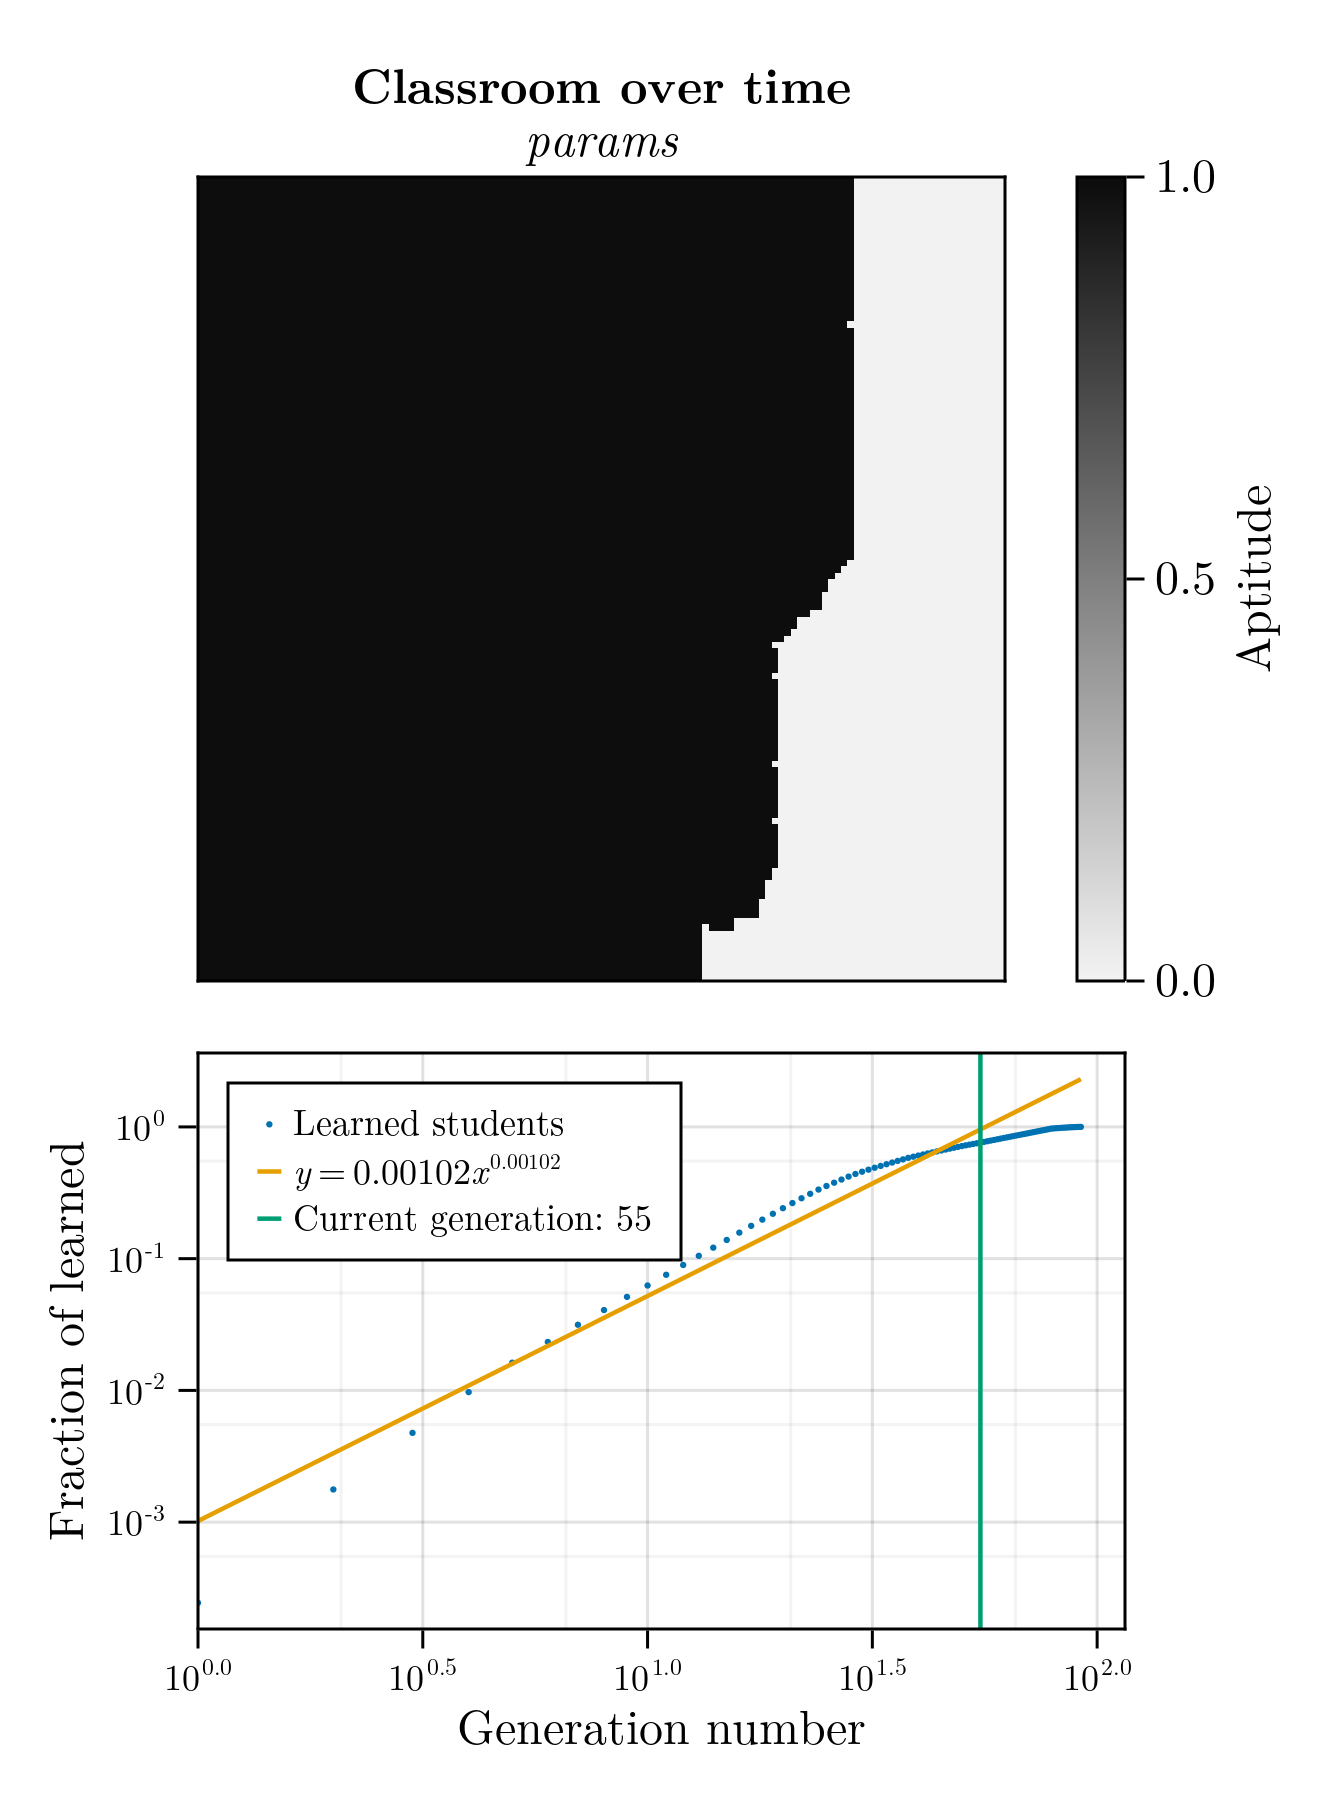 Classroom over time
params
1.0
0.5
0.0
Aptitude
Learned students
y = 0.00102x^0.00102
Current generation: 55
10^0
10^-1
10^-2
10^-3
Fraction of learned
10^0.0 10^0.5 10^1.0 10^1.5 10^2.0
Generation number